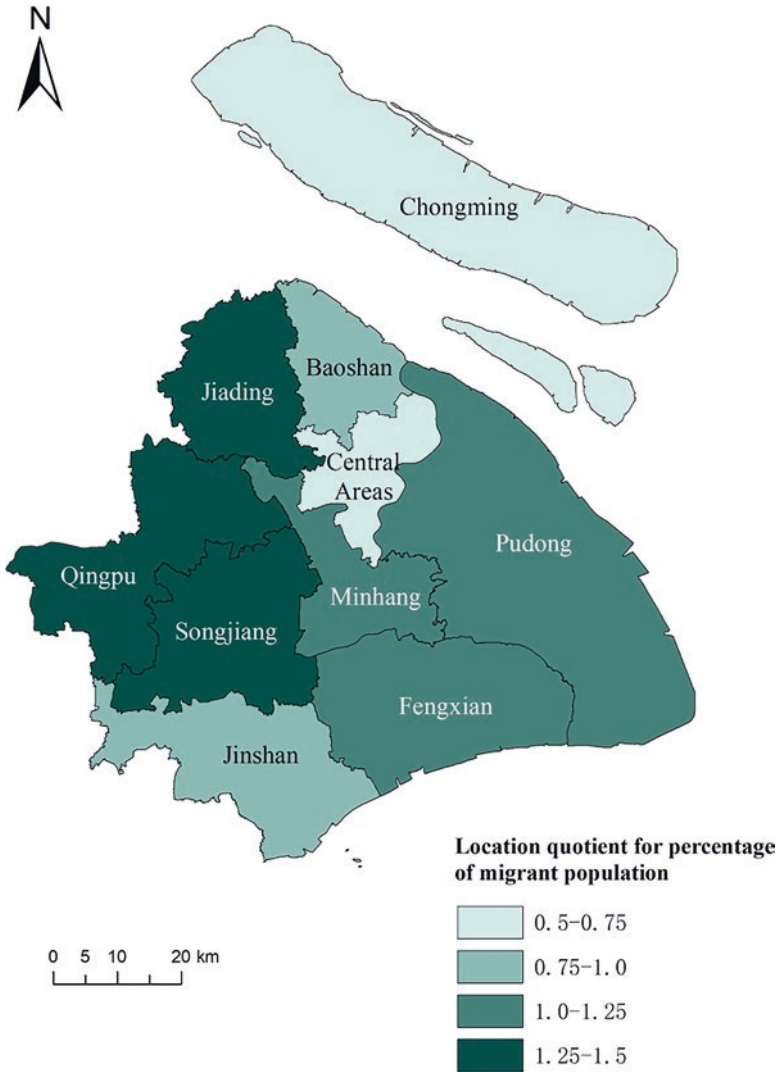 N
Chongming
Baoshan
Jiading
Central
Areas
Pudong
Qingpu
Minhang
Songjiang
Fengxian
Jinshan
Location quotient for percentage
of migrant population
0.5-0.75
0.75-1.0
1.0-1.25
1.25-1.5
0 5 10 20 km